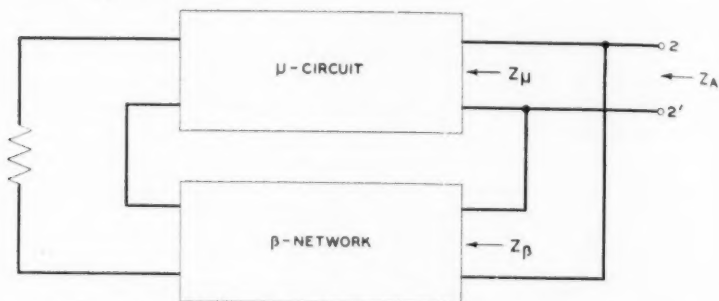 μ-CIRCUIT
Zμ
2
ZA
2'
β-NETWORK
Zβ